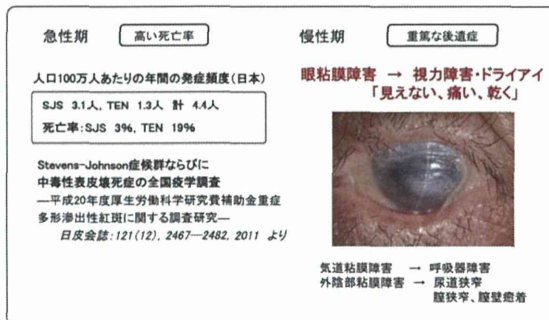 急性期 高い死亡率
人口100万人あたりの年間の発症頻度(日本)
SJS 3.1人, TEN 1.3人 計 4.4人
死亡率:SJS 3%, TEN 19%
Stevens-Johnson症候群ならびに
中毒性表皮壊死症の全国疫学調査
―平成20年度厚生労働科学研究費補助金重症
多形滲出性紅斑に関する調査研究―
日皮会誌:121(12), 2467―2482, 2011 より
慢性期 重篤な後遺症
眼粘膜障害 → 視力障害・ドライアイ
「見えない、痛い、乾く」
気道粘膜障害 → 呼吸器障害
外陰部粘膜障害 → 尿道狭窄
膣狭窄、膣壁癒着